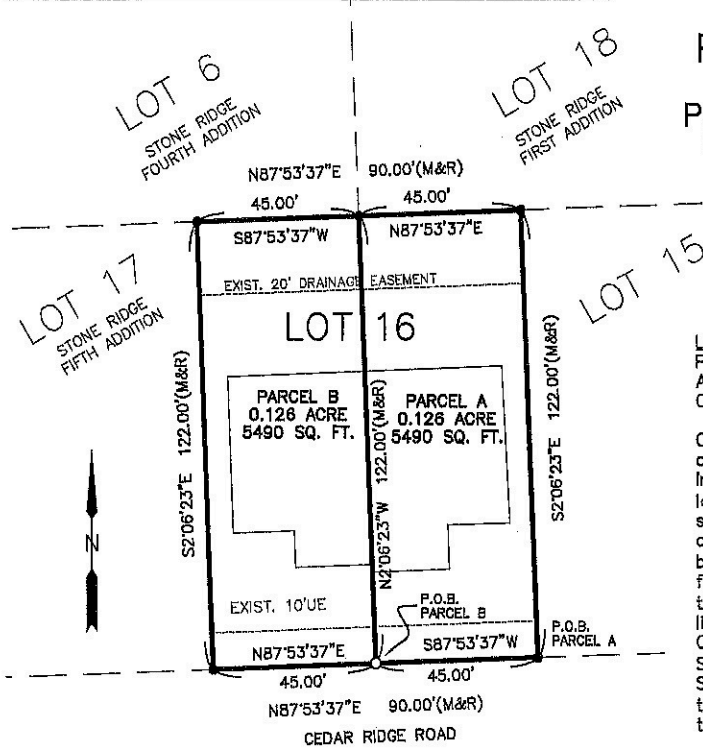 LOT 6
STONE RIDGE
FOURTH ADDITION
LOT 18
STONE RIDGE
FIRST ADDITION
N87°53'37"E 90.00'(M&R)
45.00'
45.00'
S87°53'37"W
N87°53'37"E
LOT 17
STONE RIDGE
FIFTH ADDITION
EXIST. 20' DRAINAGE EASEMENT
LOT 15
LOT 16
PARCEL B
0.126 ACRE
5490 SQ. FT.
PARCEL A
0.126 ACRE
5490 SQ. FT.
S2°06'23"E 122.00'(M&R)
N2°06'23"W 122.00'(M&R)
S2°06'23"E 122.00'(M&R)
N
EXIST. 10'UE
P.O.B.
PARCEL B
P.O.B.
PARCEL A
N87°53'37"E
S87°53'37"W
45.00'
45.00'
N87°53'37"E 90.00'(M&R)
CEDAR RIDGE ROAD